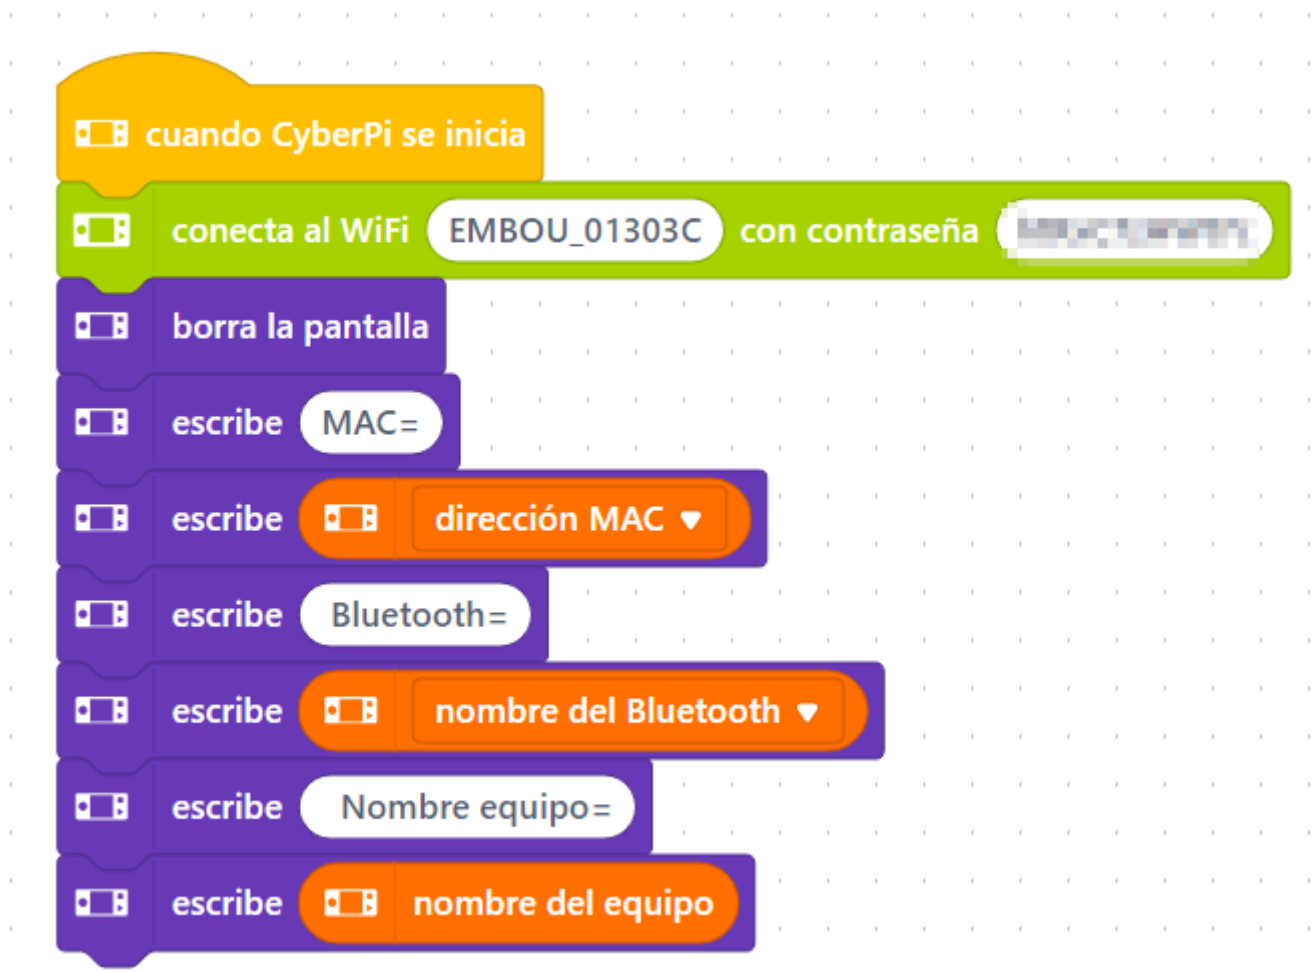 cuando CyberPi se inicia
conecta al WiFi EMBOU_01303C con contraseña
borra la pantalla
escribe MAC=
escribe dirección MAC
escribe Bluetooth=
escribe nombre del Bluetooth
escribe Nombre equipo=
escribe nombre del equipo